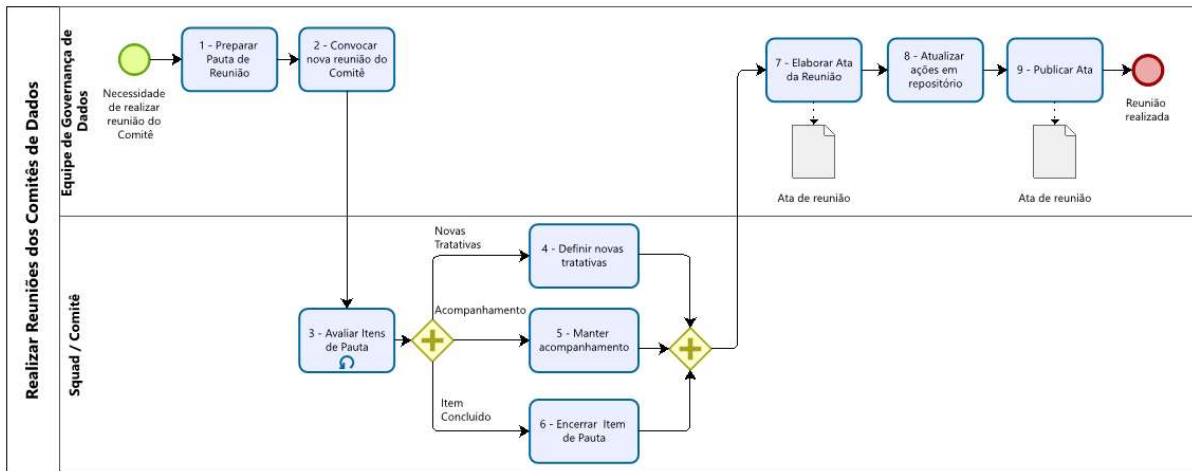 Realizar Reuniões dos Comitês de Dados
Equipe de Governança de
Dados
Necessidade
de realizar
reunião do
Comitê
1 - Preparar
Pauta de
Reunião
2 - Convocar
nova reunião do
Comitê
7 - Elaborar Ata
da Reunião
Ata de reunião
8 - Atualizar
ações em
repositório
9 - Publicar Ata
Ata de reunião
Reunião
realizada
Squad / Comitê
3 - Avaliar Itens
de Pauta
Novas
Tratativas
4 - Definir novas
tratativas
Acompanhamento
5 - Manter
acompanhamento
Item
Concluído
6 - Encerrar Item
de Pauta